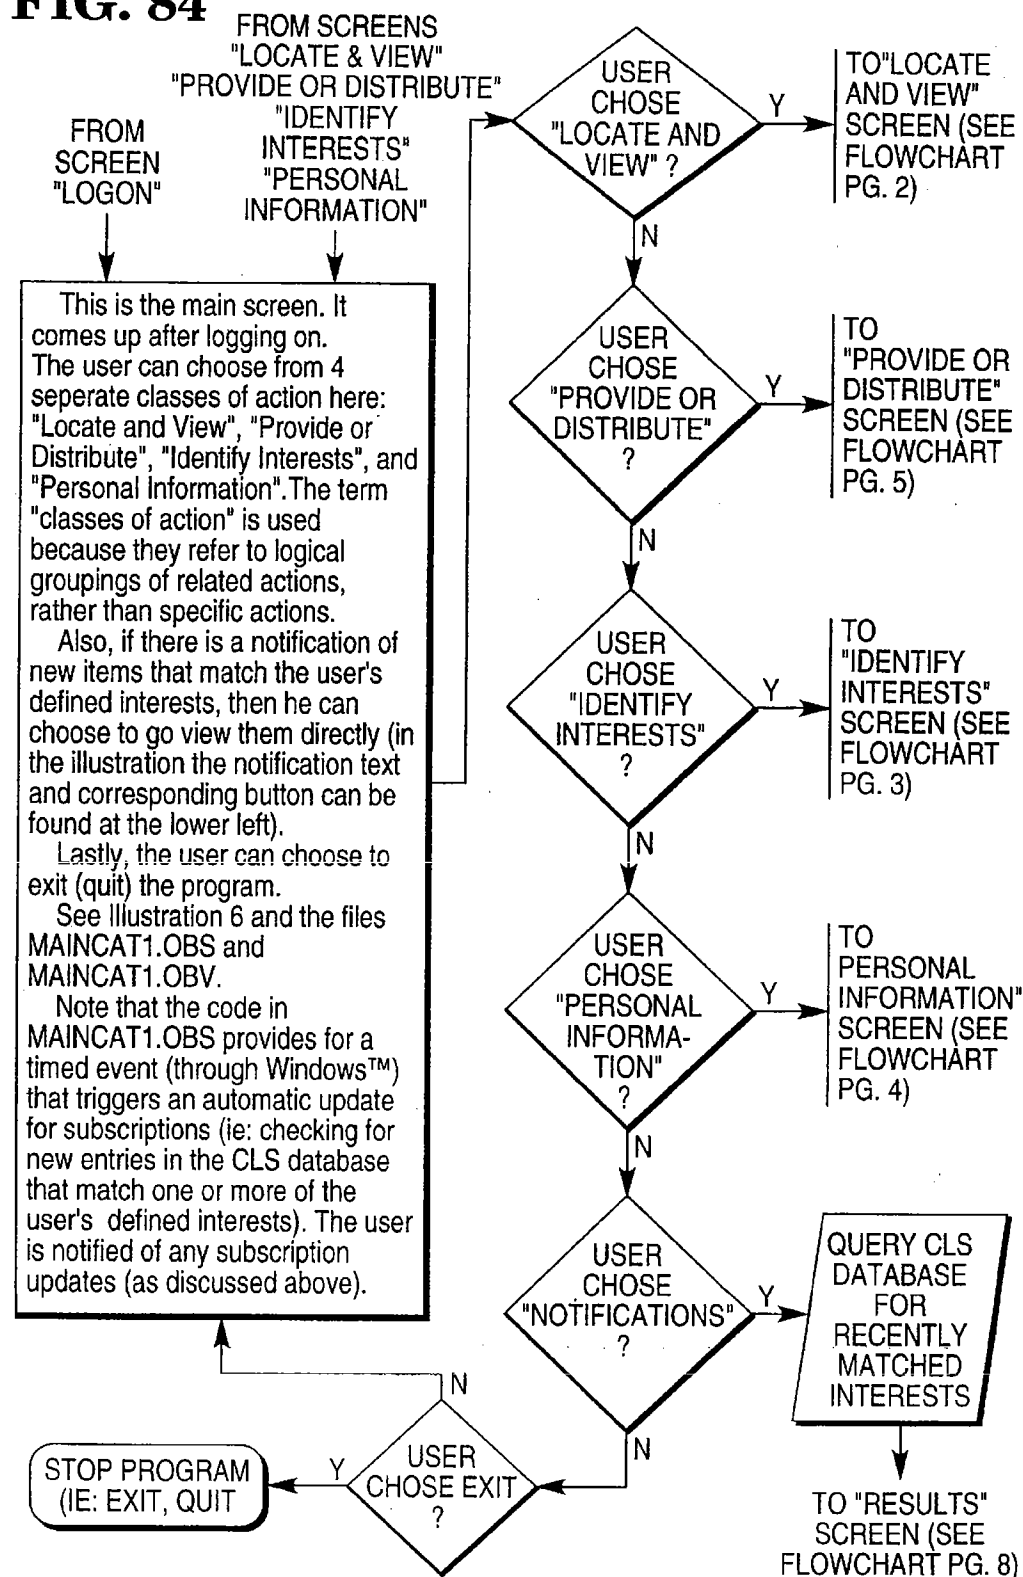 FIG. 84
FROM SCREENS
"LOCATE & VIEW"
"PROVIDE OR DISTRIBUTE"
"IDENTIFY
INTERESTS"
"PERSONAL
INFORMATION"
FROM
SCREEN
"LOGON"
This is the main screen. It
comes up after logging on.
The user can choose from 4
seperate classes of action here:
"Locate and View", "Provide or
Distribute", "Identify Interests", and
"Personal Information".The term
"classes of action" is used
because they refer to logical
groupings of related actions,
rather than specific actions.
Also, if there is a notification of
new items that match the user's
defined interests, then he can
choose to go view them directly (in
the illustration the notification text
and corresponding button can be
found at the lower left).
Lastly, the user can choose to
exit (quit) the program.
See Illustration 6 and the files
MAINCAT1.OBS and
MAINCAT1.OBV.
Note that the code in
MAINCAT1.OBS provides for a
timed event (through Windows™)
that triggers an automatic update
for subscriptions (ie: checking for
new entries in the CLS database
that match one or more of the
user's defined interests). The user
is notified of any subscription
updates (as discussed above).
USER
CHOSE
"LOCATE AND
VIEW" ?
Y
TO"LOCATE
AND VIEW"
SCREEN (SEE
FLOWCHART
PG. 2)
N
USER
CHOSE
"PROVIDE OR
DISTRIBUTE"
?
Y
TO
"PROVIDE OR
DISTRIBUTE"
SCREEN (SEE
FLOWCHART
PG. 5)
N
USER
CHOSE
"IDENTIFY
INTERESTS"
?
Y
TO
"IDENTIFY
INTERESTS"
SCREEN (SEE
FLOWCHART
PG. 3)
N
USER
CHOSE
"PERSONAL
INFORMA-
TION"
?
Y
TO
PERSONAL
INFORMATION"
SCREEN (SEE
FLOWCHART
PG. 4)
N
USER
CHOSE
"NOTIFICATIONS"
?
Y
QUERY CLS
DATABASE
FOR
RECENTLY
MATCHED
INTERESTS
TO "RESULTS"
SCREEN (SEE
FLOWCHART PG. 8)
N
USER
CHOSE EXIT
?
N
Y
STOP PROGRAM
(IE: EXIT, QUIT